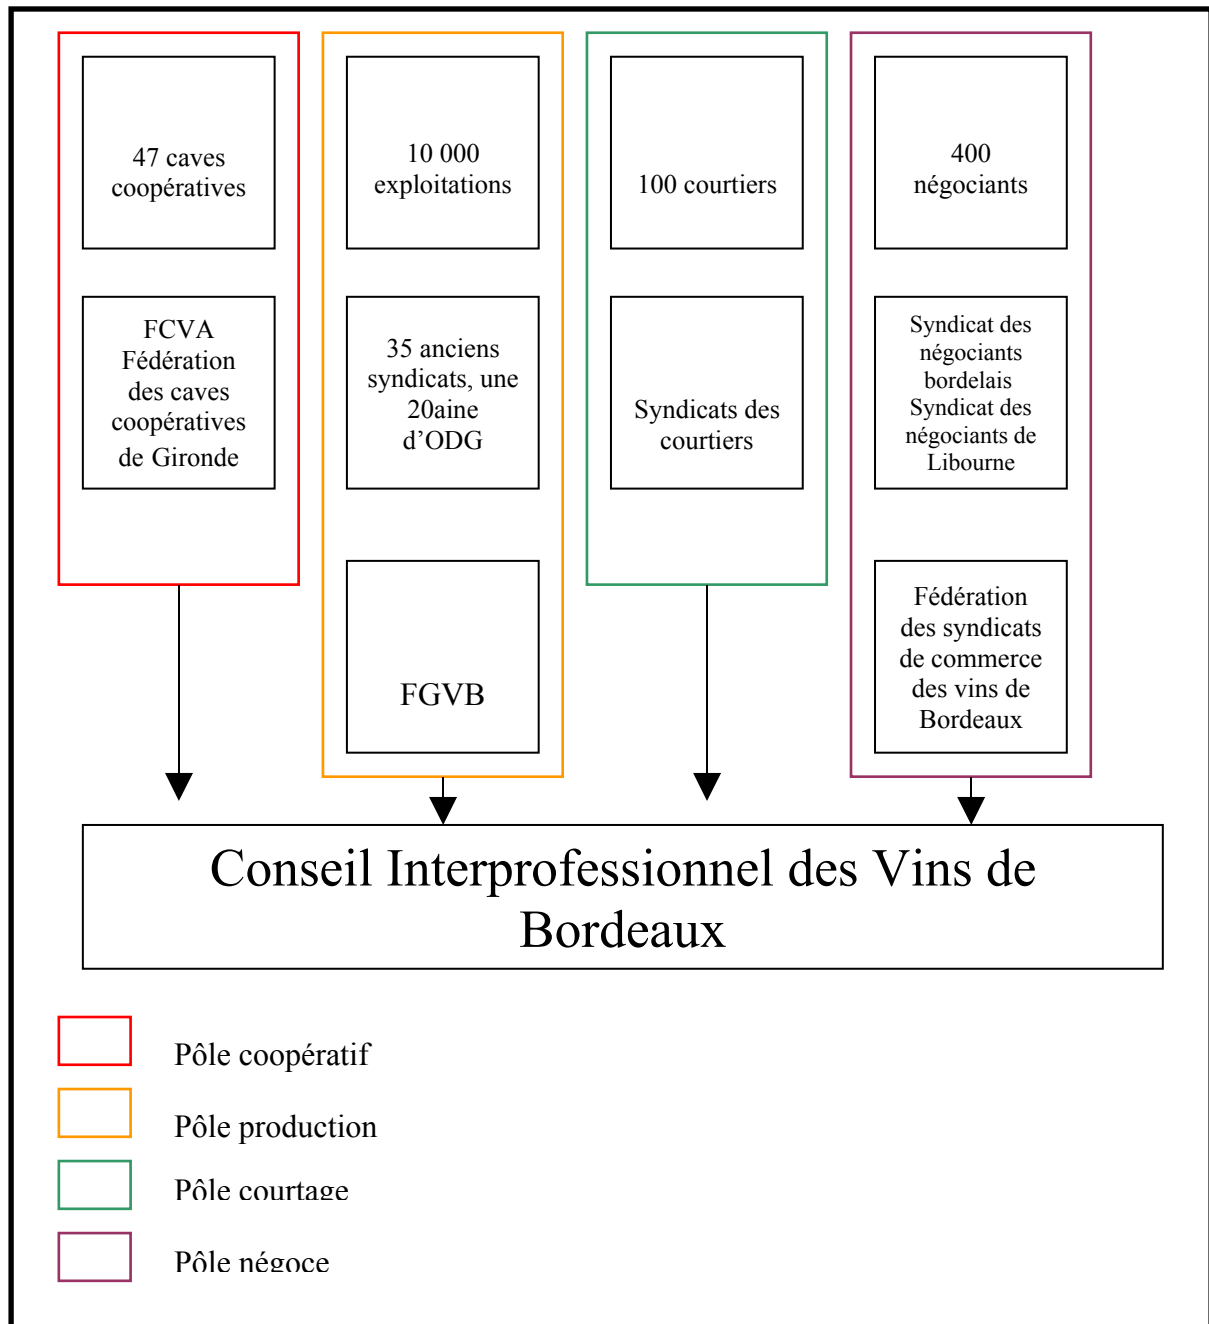 47 caves
coopératives
10 000
exploitations
100 courtiers
400
négociants
FCVA
Fédération
des caves
coopératives
de Gironde
35 anciens
syndicats, une
20aine
d’ODG
Syndicats des
courtiers
Syndicat des
négociants
bordelais
Syndicat des
négociants de
Libourne
FGVB
Fédération
des syndicats
de commerce
des vins de
Bordeaux
Conseil Interprofessionnel des Vins de
Bordeaux
Pôle coopératif
Pôle production
Pôle courtage
Pôle négoce